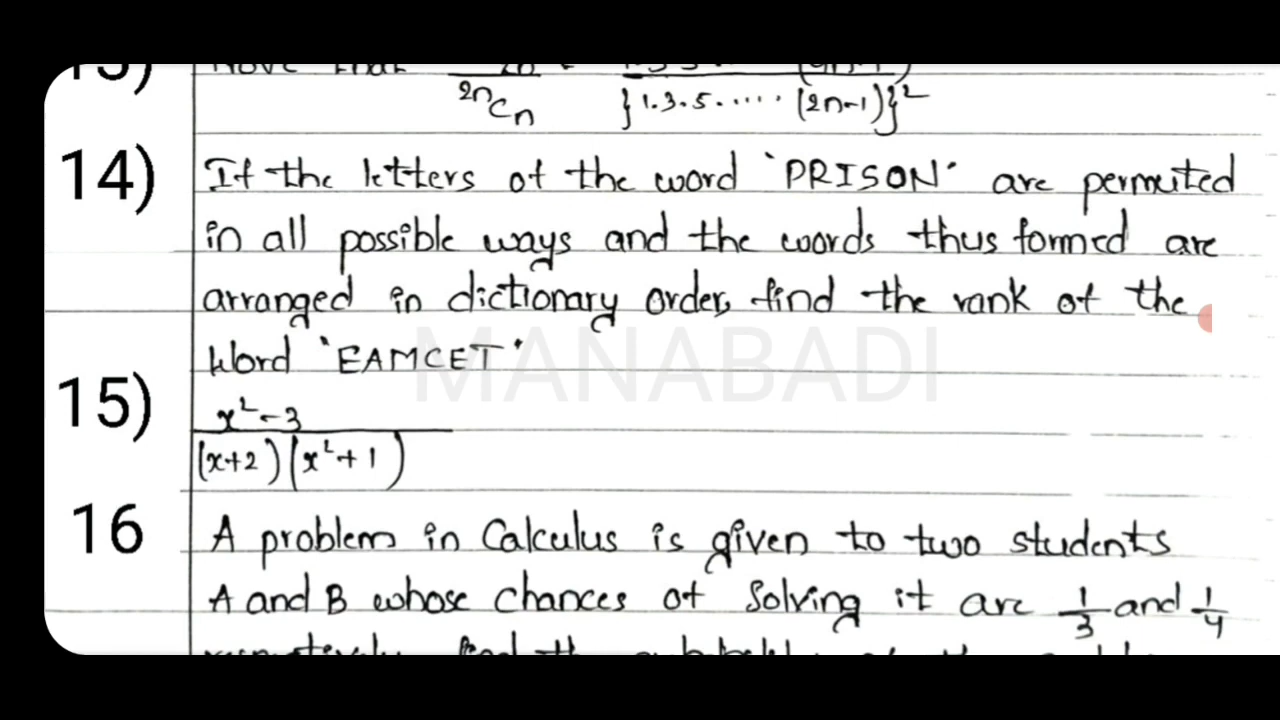 2nCn {1.3.5...... (2n-1)}²
14) If the letters of the word 'PRISON' are permuted
in all possible ways and the words thus formed are
arranged in dictionary order, find the rank of the
word 'EAMCET'
MANABADI
15) x²-3
(x+2)(x²+1)
16 A problem in Calculus is given to two students
A and B whose chances of solving it are 1/3 and 1/4